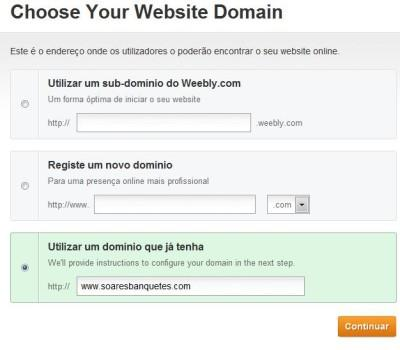 Choose Your Website Domain
Este é o endereço onde os utilizadores o poderão encontrar o seu website online.
Utilizar um sub-dominio do Weebly.com
Um forma óptima de iniciar o seu website
http:// .weebly.com
Registe um novo dominio
Para uma presença online mais profissional
http://www. .com
Utilizar um dominio que já tenha
We'll provide instructions to configure your domain in the next step.
http:// www.soaresbanquetes.com
Continuar